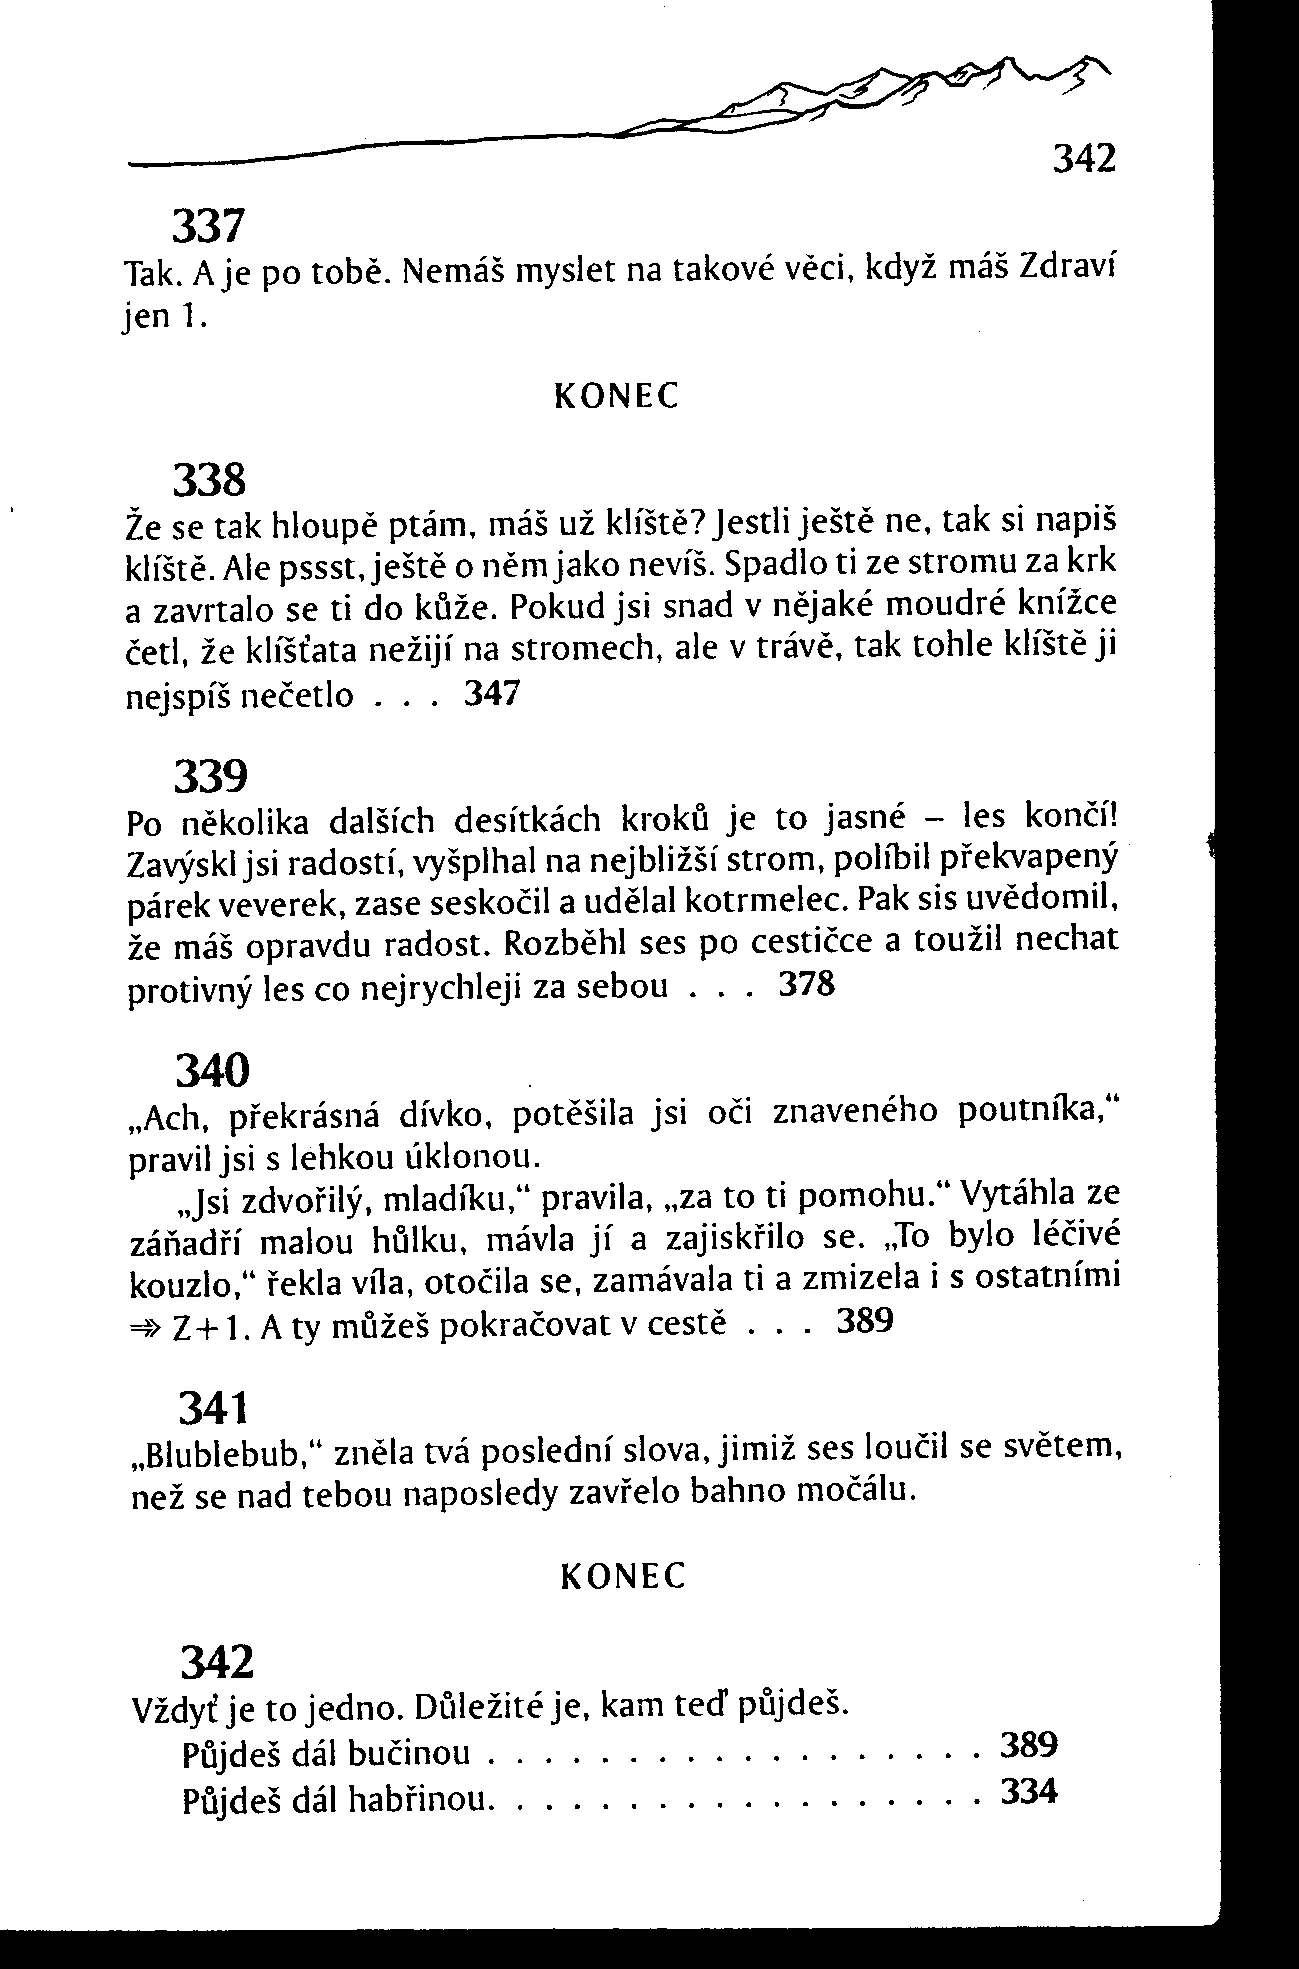 342
337
Tak. A je po tobě. Nemáš myslet na takové věci, když máš Zdraví
jen 1.
KONEC
338
Že se tak hloupě ptám, máš už klíště? Jestli ještě ne, tak si napiš
klíště. Ale pssst, ještě o něm jako nevíš. Spadlo ti ze stromu za krk
a zavrtalo se ti do kůže. Pokud jsi snad v nějaké moudré knížce
četl, že klíšťata nežijí na stromech, ale v trávě, tak tohle klíště ji
nejspíš nečetlo . . . 347
339
Po několika dalších desítkách kroků je to jasné – les končí!
Zavýskl jsi radostí, vyšplhal na nejbližší strom, políbil překvapený
párek veverek, zase seskočil a udělal kotrmelec. Pak sis uvědomil,
že máš opravdu radost. Rozběhl ses po cestičce a toužil nechat
protivný les co nejrychleji za sebou . . . 378
340
„Ach, překrásná dívko, potěšila jsi oči znaveného poutníka,“
pravil jsi s lehkou úklonou.
„Jsi zdvořilý, mladíku,“ pravila, „za to ti pomohu.“ Vytáhla ze
záňadří malou hůlku, mávla jí a zajiskřilo se. „To bylo léčivé
kouzlo,“ řekla víla, otočila se, zamávala ti a zmizela i s ostatními
⇒ Z+1. A ty můžeš pokračovat v cestě . . . 389
341
„Blublebub,“ zněla tvá poslední slova, jimiž ses loučil se světem,
než se nad tebou naposledy zavřelo bahno močálu.
KONEC
342
Vždyť je to jedno. Důležité je, kam teď půjdeš.
Půjdeš dál bučinou . . . . . . . . . . . . . . . . . . 389
Půjdeš dál habřinou. . . . . . . . . . . . . . . . . . 334